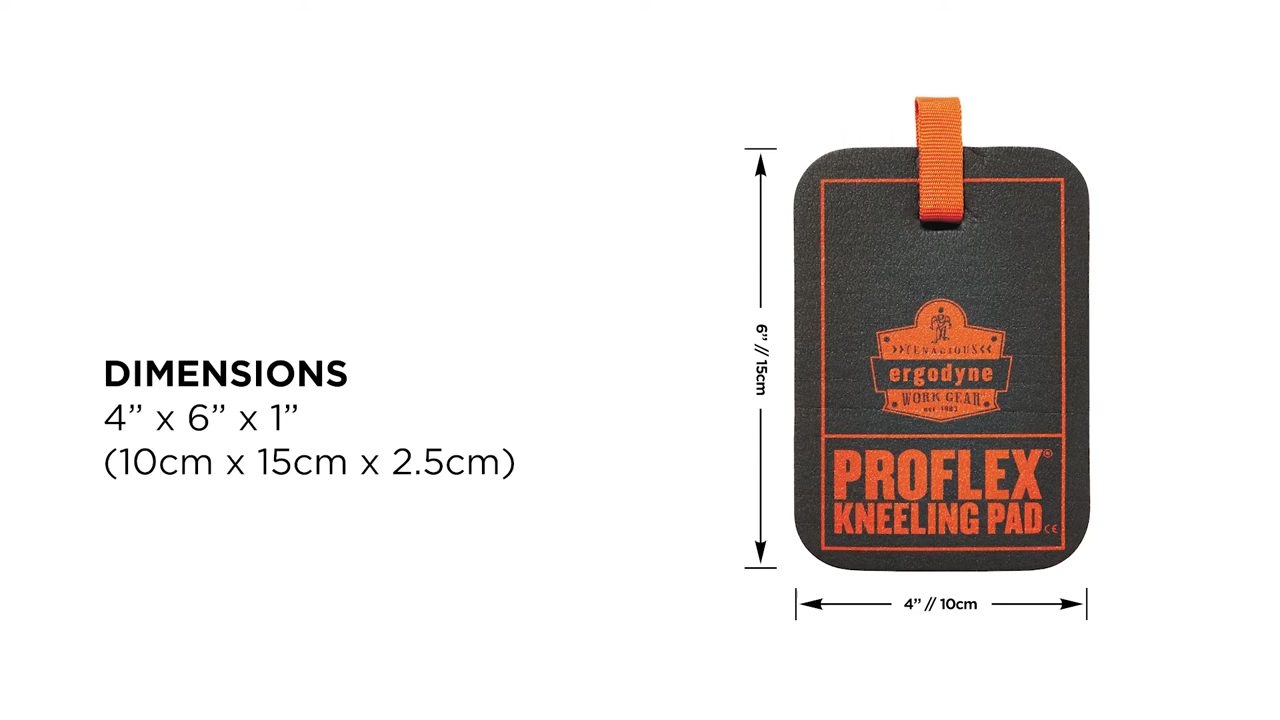 DIMENSIONS
4” x 6” x 1”
(10cm x 15cm x 2.5cm)
6” // 15cm
»TENACIOUS«
ergodyne
WORK GEAR
EST. 1983
PROFLEX®
KNEELING PAD CE
4” // 10cm